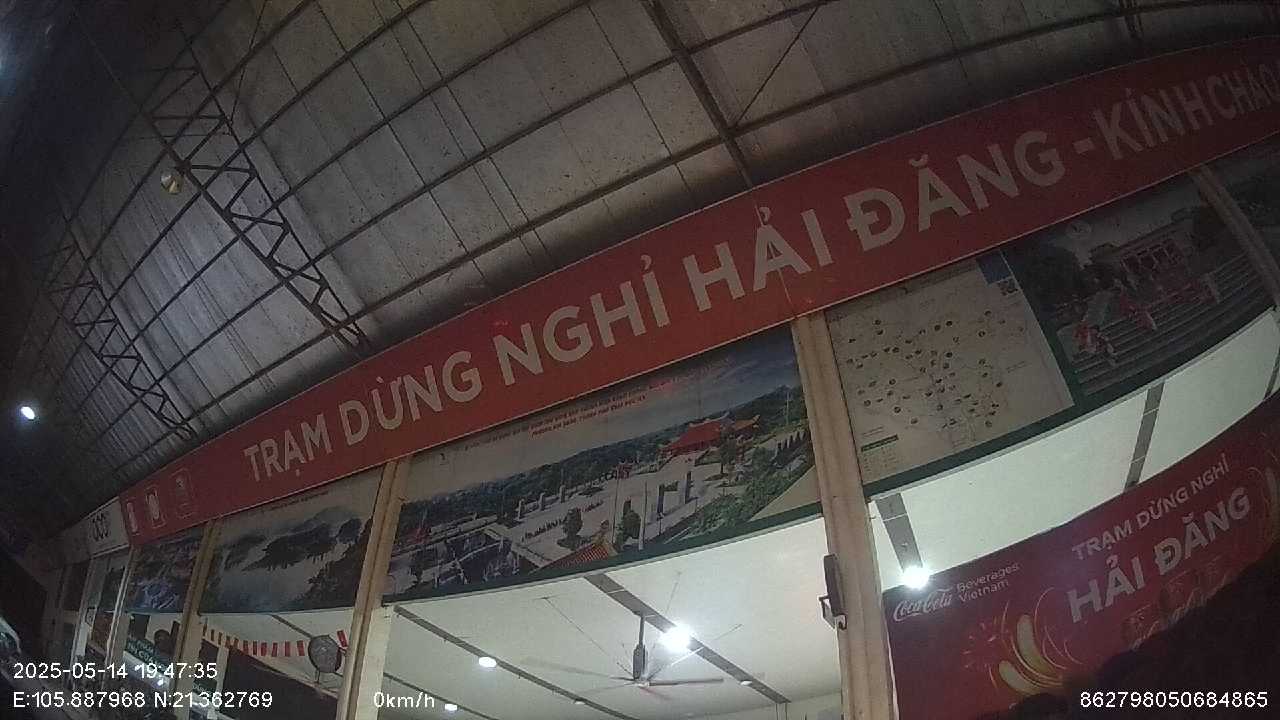 TRẠM DỪNG NGHỈ HẢI ĐĂNG - KÍNH CHÀO
TRẠM DỪNG NGHỈ
HẢI ĐĂNG
Coca-Cola Beverages
Vietnam
2025-05-14 19:47:35
E:105.887968 N:21.362769 0km/h 862798050684865